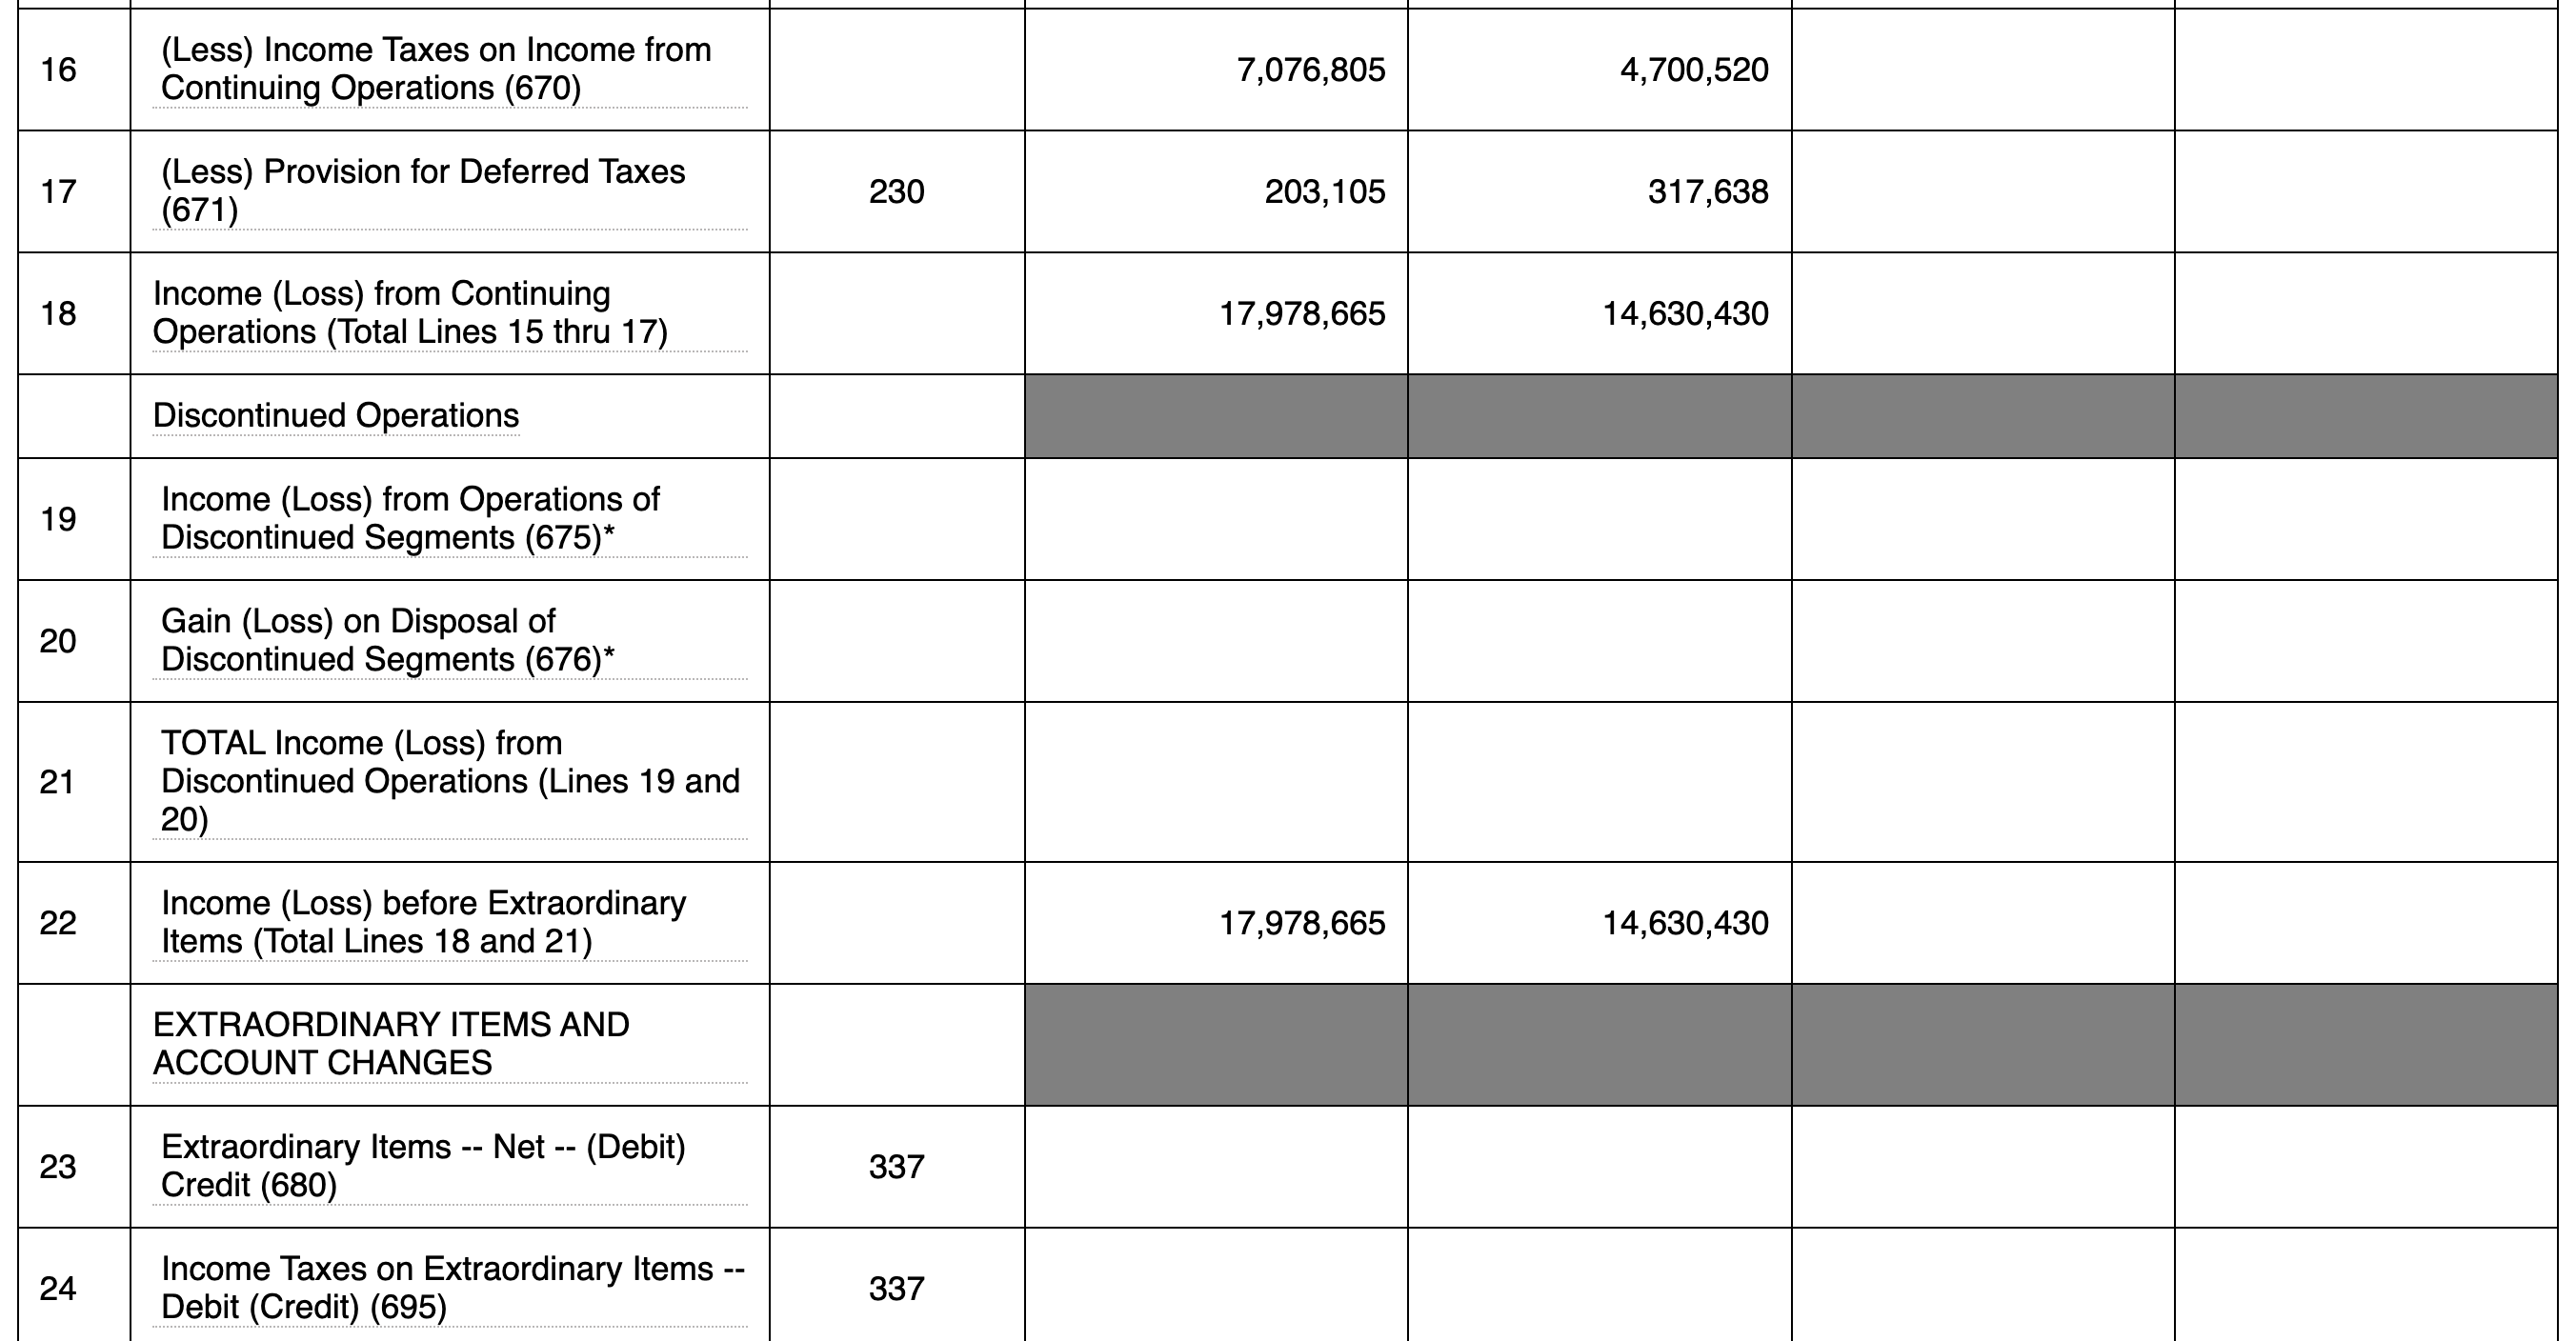 16 (Less) Income Taxes on Income from
Continuing Operations (670) 7,076,805 4,700,520
17 (Less) Provision for Deferred Taxes
(671) 230 203,105 317,638
18 Income (Loss) from Continuing
Operations (Total Lines 15 thru 17) 17,978,665 14,630,430
Discontinued Operations
19 Income (Loss) from Operations of
Discontinued Segments (675)*
20 Gain (Loss) on Disposal of
Discontinued Segments (676)*
21 TOTAL Income (Loss) from
Discontinued Operations (Lines 19 and
20)
22 Income (Loss) before Extraordinary
Items (Total Lines 18 and 21) 17,978,665 14,630,430
EXTRAORDINARY ITEMS AND
ACCOUNT CHANGES
23 Extraordinary Items -- Net -- (Debit)
Credit (680) 337
24 Income Taxes on Extraordinary Items --
Debit (Credit) (695) 337